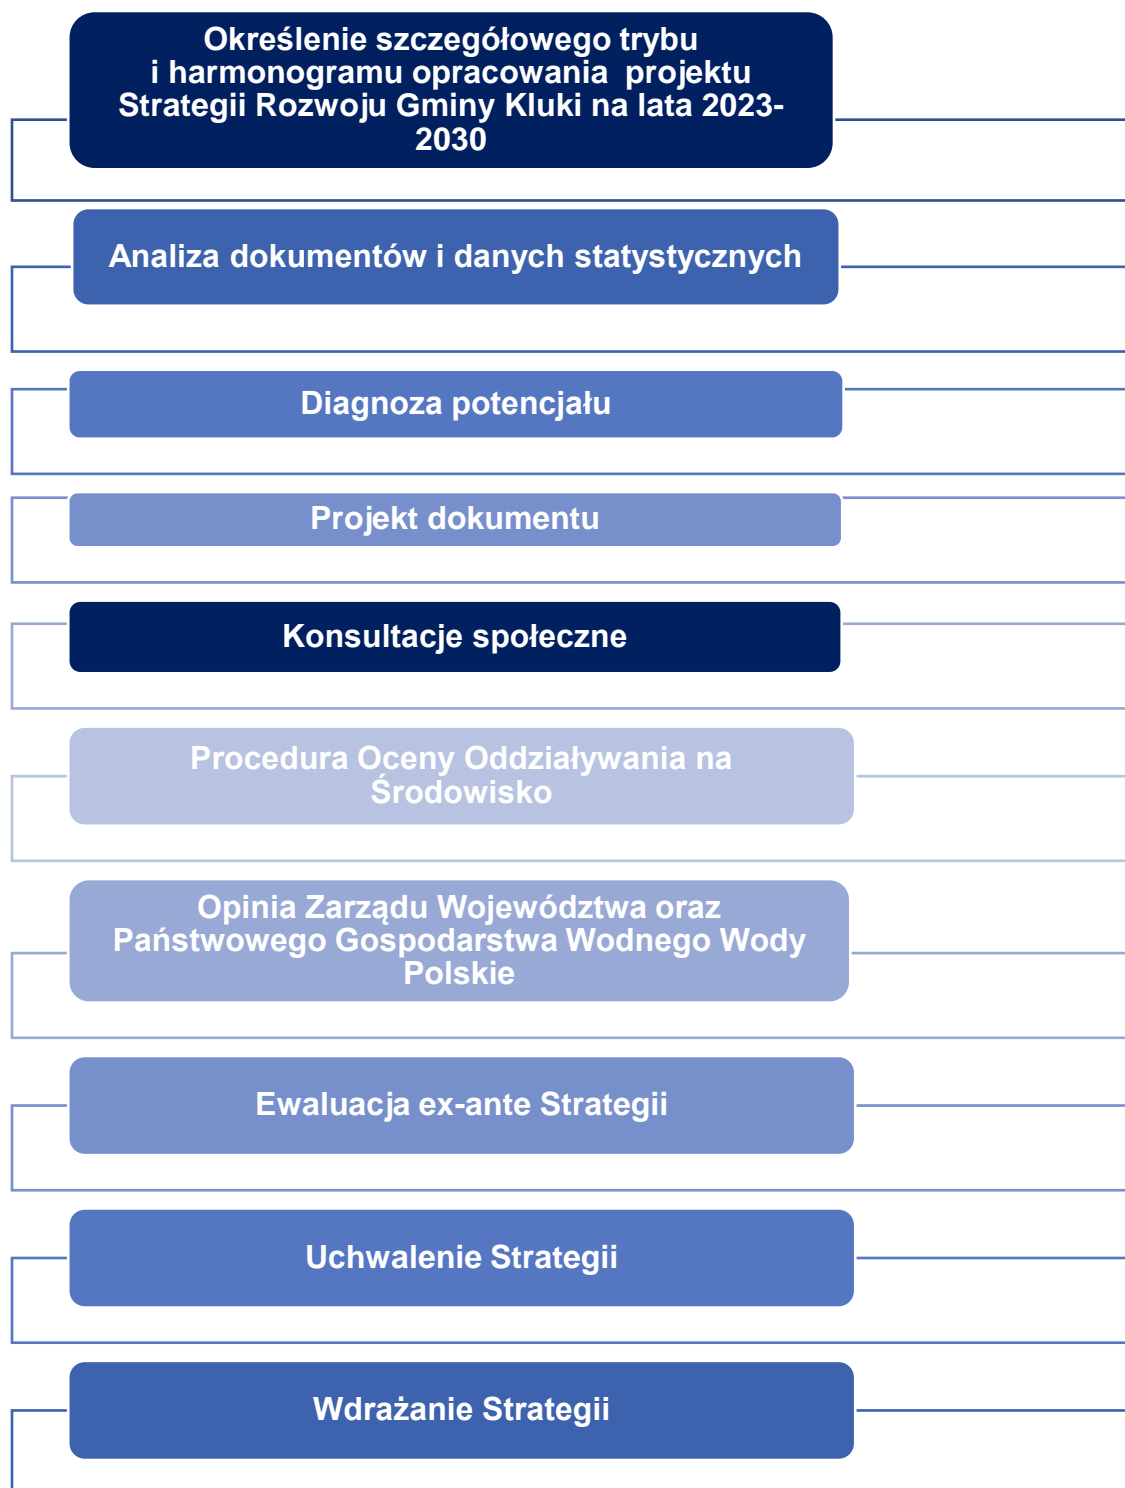 Określenie szczegółowego trybu
i harmonogramu opracowania projektu
Strategii Rozwoju Gminy Kluki na lata 2023-
2030
Analiza dokumentów i danych statystycznych
Diagnoza potencjału
Projekt dokumentu
Konsultacje społeczne
Procedura Oceny Oddziaływania na
Środowisko
Opinia Zarządu Województwa oraz
Państwowego Gospodarstwa Wodnego Wody
Polskie
Ewaluacja ex-ante Strategii
Uchwalenie Strategii
Wdrażanie Strategii